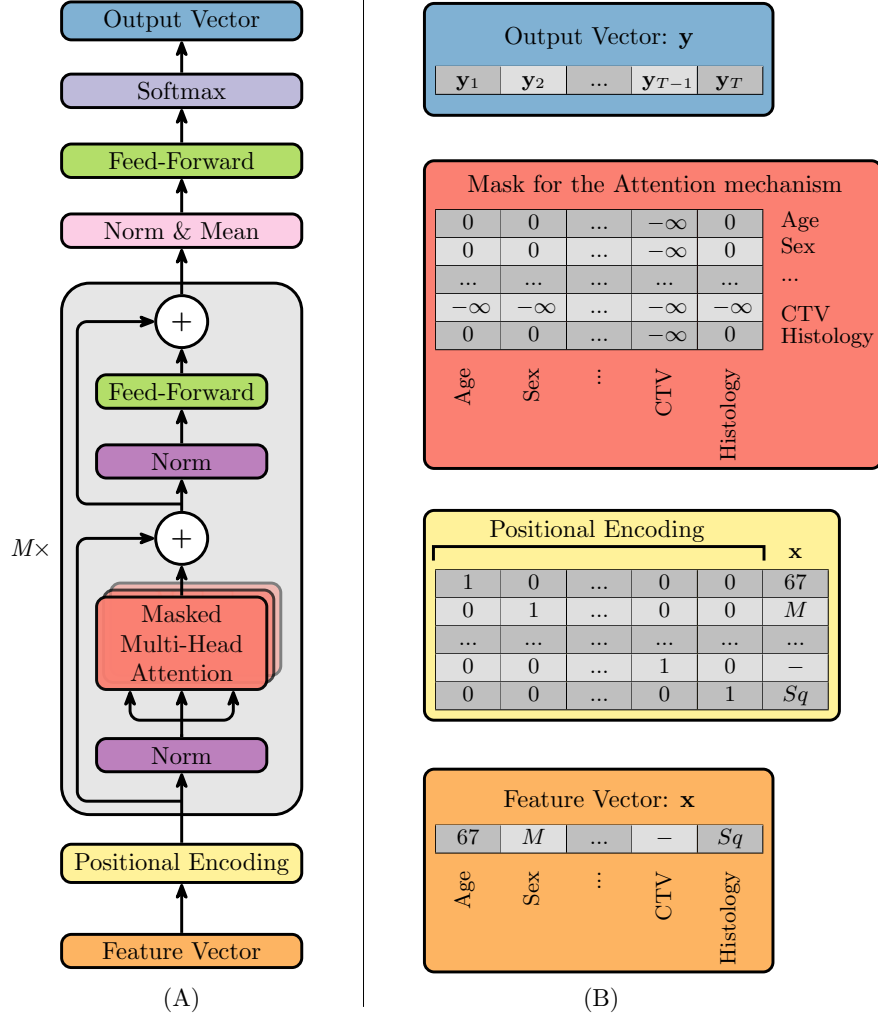 Output Vector
Softmax
Feed-Forward
Norm & Mean
+
Feed-Forward
Norm
+
M×
Masked
Multi-Head
Attention
Norm
Positional Encoding
Feature Vector
(A)
Output Vector: y
y1 y2 ... yT−1 yT
Mask for the Attention mechanism
0 0 ... −∞ 0 Age
0 0 ... −∞ 0 Sex
... ... ... ... ... ...
−∞ −∞ ... −∞ −∞ CTV
0 0 ... −∞ 0 Histology
Age Sex ... CTV Histology
Positional Encoding x
1 0 ... 0 0 67
0 1 ... 0 0 M
... ... ... ... ... ...
0 0 ... 1 0 −
0 0 ... 0 1 Sq
Feature Vector: x
67 M ... − Sq
Age Sex ... CTV Histology
(B)